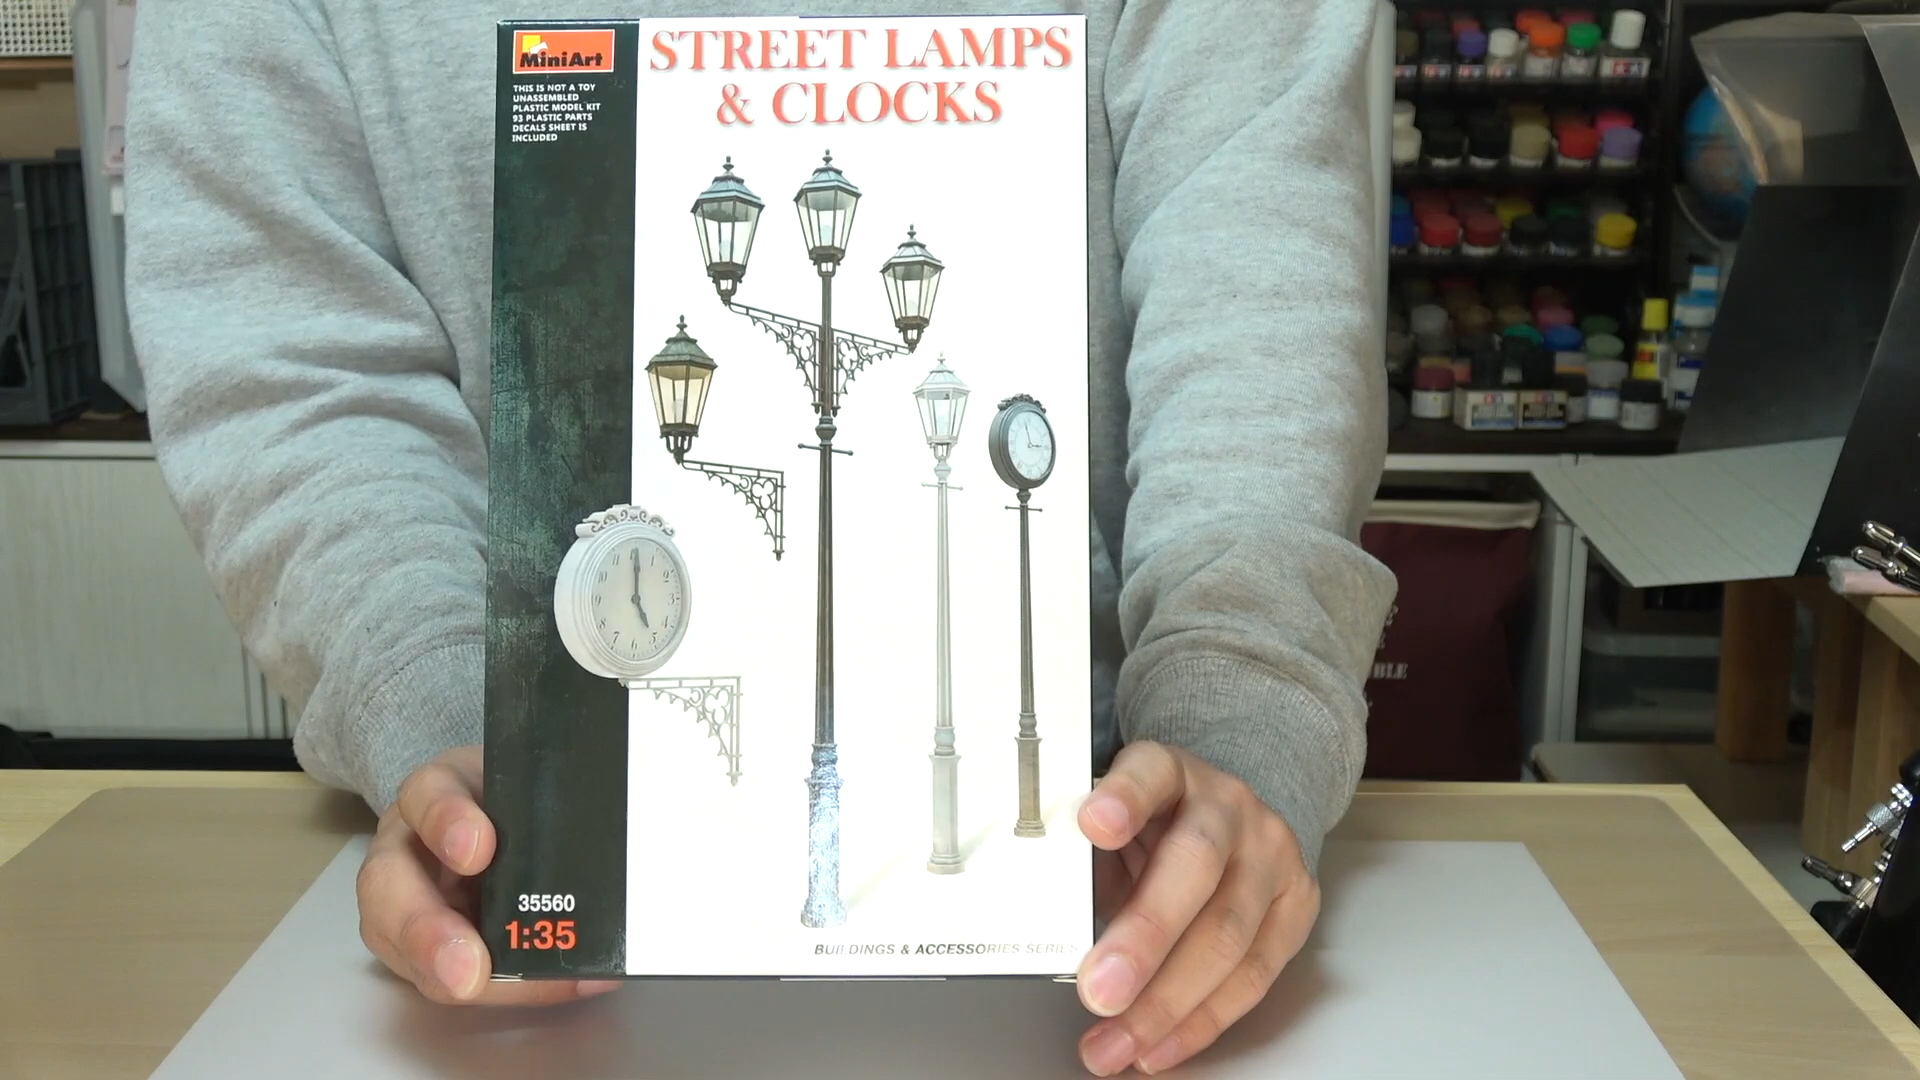 MiniArt
THIS IS NOT A TOY
UNASSEMBLED
PLASTIC MODEL KIT
93 PLASTIC PARTS
DECALS SHEET IS
INCLUDED
STREET LAMPS
& CLOCKS
35560
1:35
BUILDINGS & ACCESSORIES SERIES